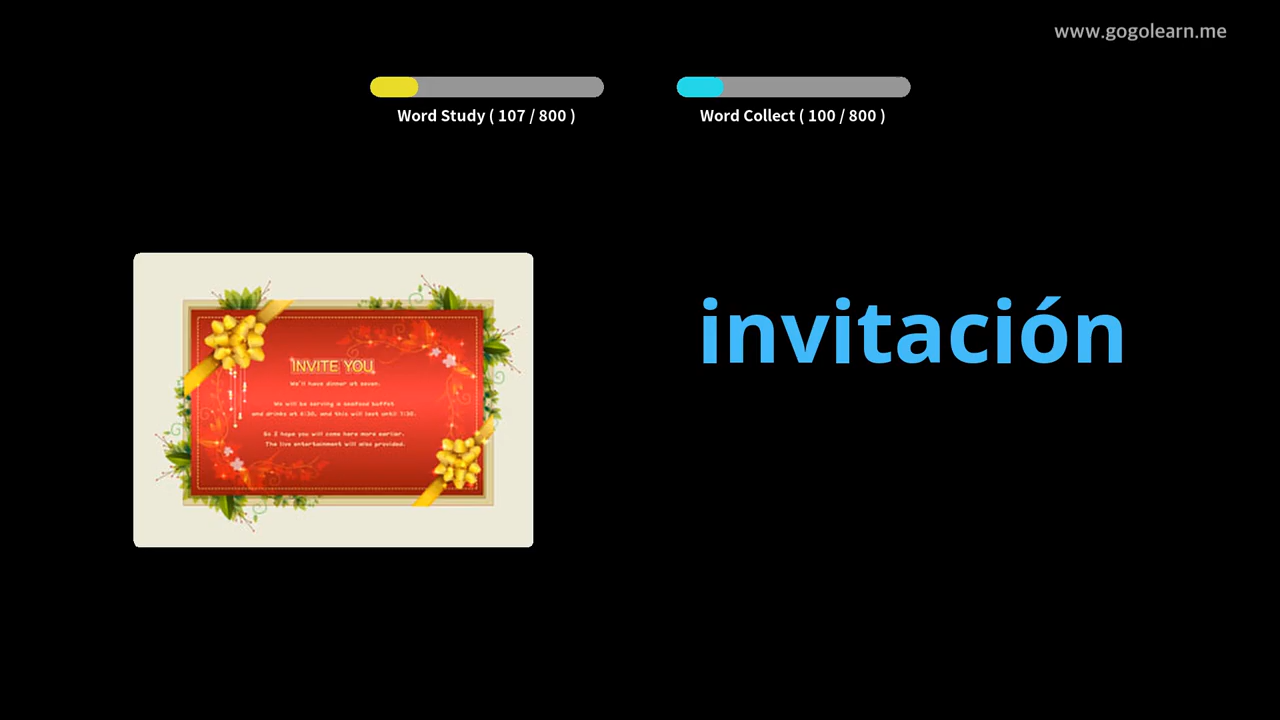 www.gogolearn.me
Word Study ( 107 / 800 )
Word Collect ( 100 / 800 )
INVITE YOU
We'll have dinner at seven.
We will be serving a seafood buffet
and drinks at 6:30, and this will last until 7:30.
So I hope you will come here more earlier.
The live entertainment will also provided.
invitación